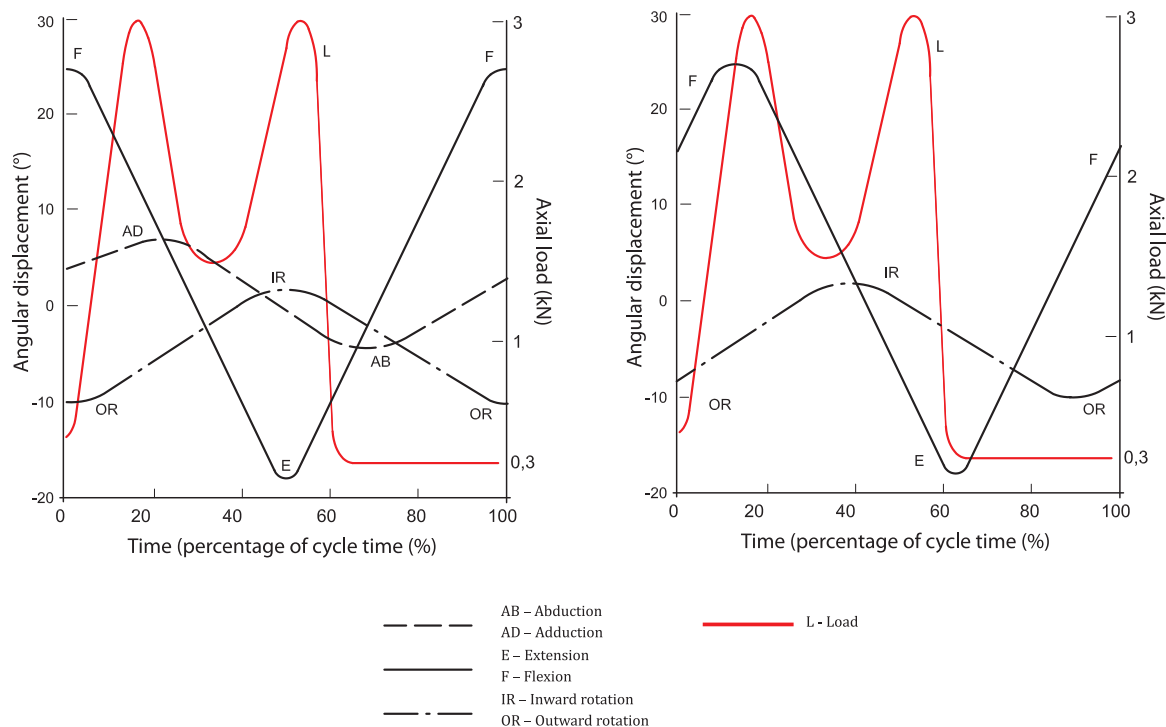 30
F
F
3
L
20
2
10
AD
IR
0
1
AB
-10
OR
OR
E
0,3
-20
0
20
40
60
80
100
Angular displacement (°)
Axial load (kN)
Time (percentage of cycle time (%)
30
3
L
F
20
F
2
10
IR
0
1
-10
OR
OR
E
0,3
-20
0
20
40
60
80
100
Angular displacement (°)
Axial load (kN)
Time (percentage of cycle time (%)
AB – Abduction
AD – Adduction
E – Extension
F – Flexion
IR – Inward rotation
OR – Outward rotation
L - Load